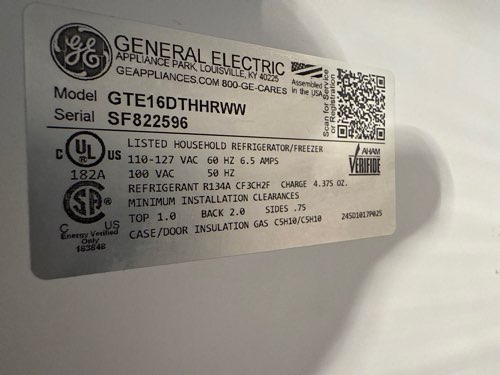 GE
GENERAL ELECTRIC
APPLIANCE PARK, LOUISVILLE, KY 40225
GEAPPLIANCES.COM 800-GE-CARES
Assembled
in the USA
Scan for Service
or Registration
Model GTE16DTHHRWW
Serial SF822596
C UL US
182A
LISTED HOUSEHOLD REFRIGERATOR/FREEZER
110-127 VAC 60 HZ 6.5 AMPS
100 VAC 50 HZ
AHAM
VERIFIDE
REFRIGERANT R134A CF3CH2F CHARGE 4.375 OZ.
MINIMUM INSTALLATION CLEARANCES
TOP 1.0 BACK 2.0 SIDES .75
CASE/DOOR INSULATION GAS C5H10/C5H10
245D1017P025
SA
C US
Energy Verified
Only
163848